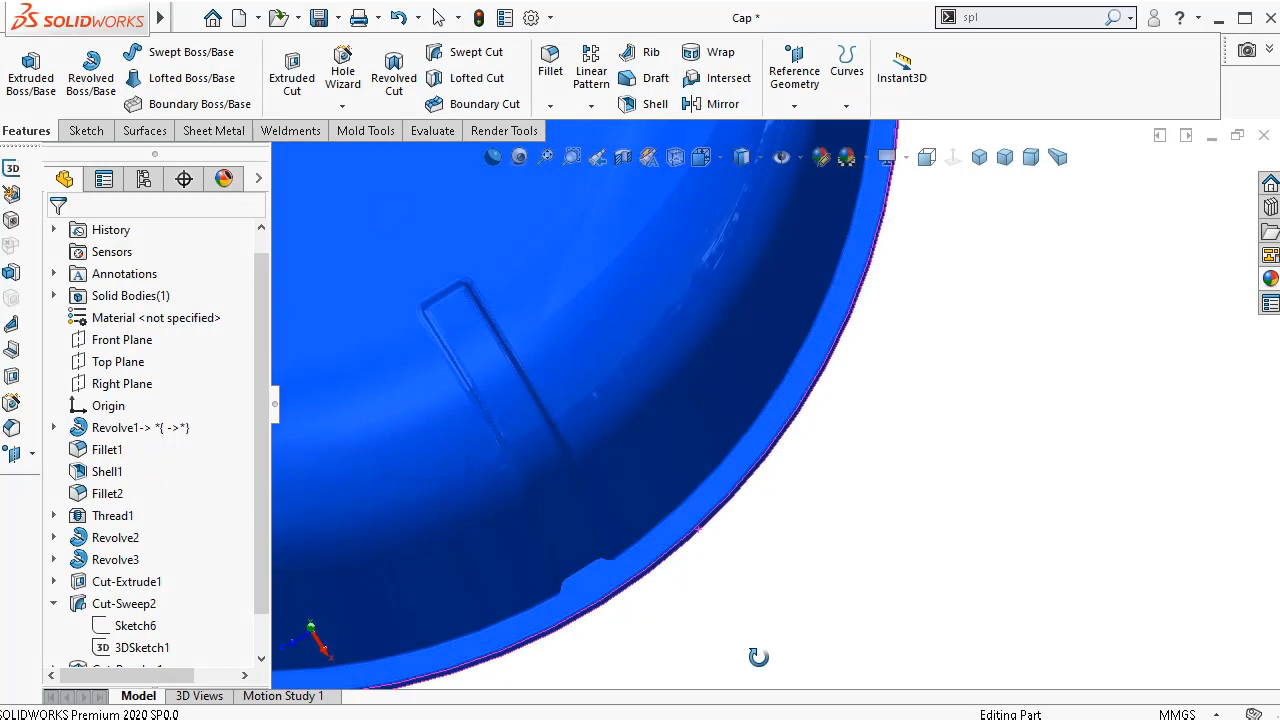 SOLIDWORKS
Cap *
spl
Extruded Boss/Base
Revolved Boss/Base
Swept Boss/Base
Lofted Boss/Base
Boundary Boss/Base
Extruded Cut
Hole Wizard
Revolved Cut
Swept Cut
Lofted Cut
Boundary Cut
Fillet
Linear Pattern
Rib
Draft
Shell
Wrap
Intersect
Mirror
Reference Geometry
Curves
Instant3D
Features
Sketch
Surfaces
Sheet Metal
Weldments
Mold Tools
Evaluate
Render Tools
3D
History
Sensors
Annotations
Solid Bodies(1)
Material <not specified>
Front Plane
Top Plane
Right Plane
Origin
Revolve1-> *{ ->*}
Fillet1
Shell1
Fillet2
Thread1
Revolve2
Revolve3
Cut-Extrude1
Cut-Sweep2
Sketch6
3D 3DSketch1
Model
3D Views
Motion Study 1
SOLIDWORKS Premium 2020 SP0.0
Editing Part
MMGS